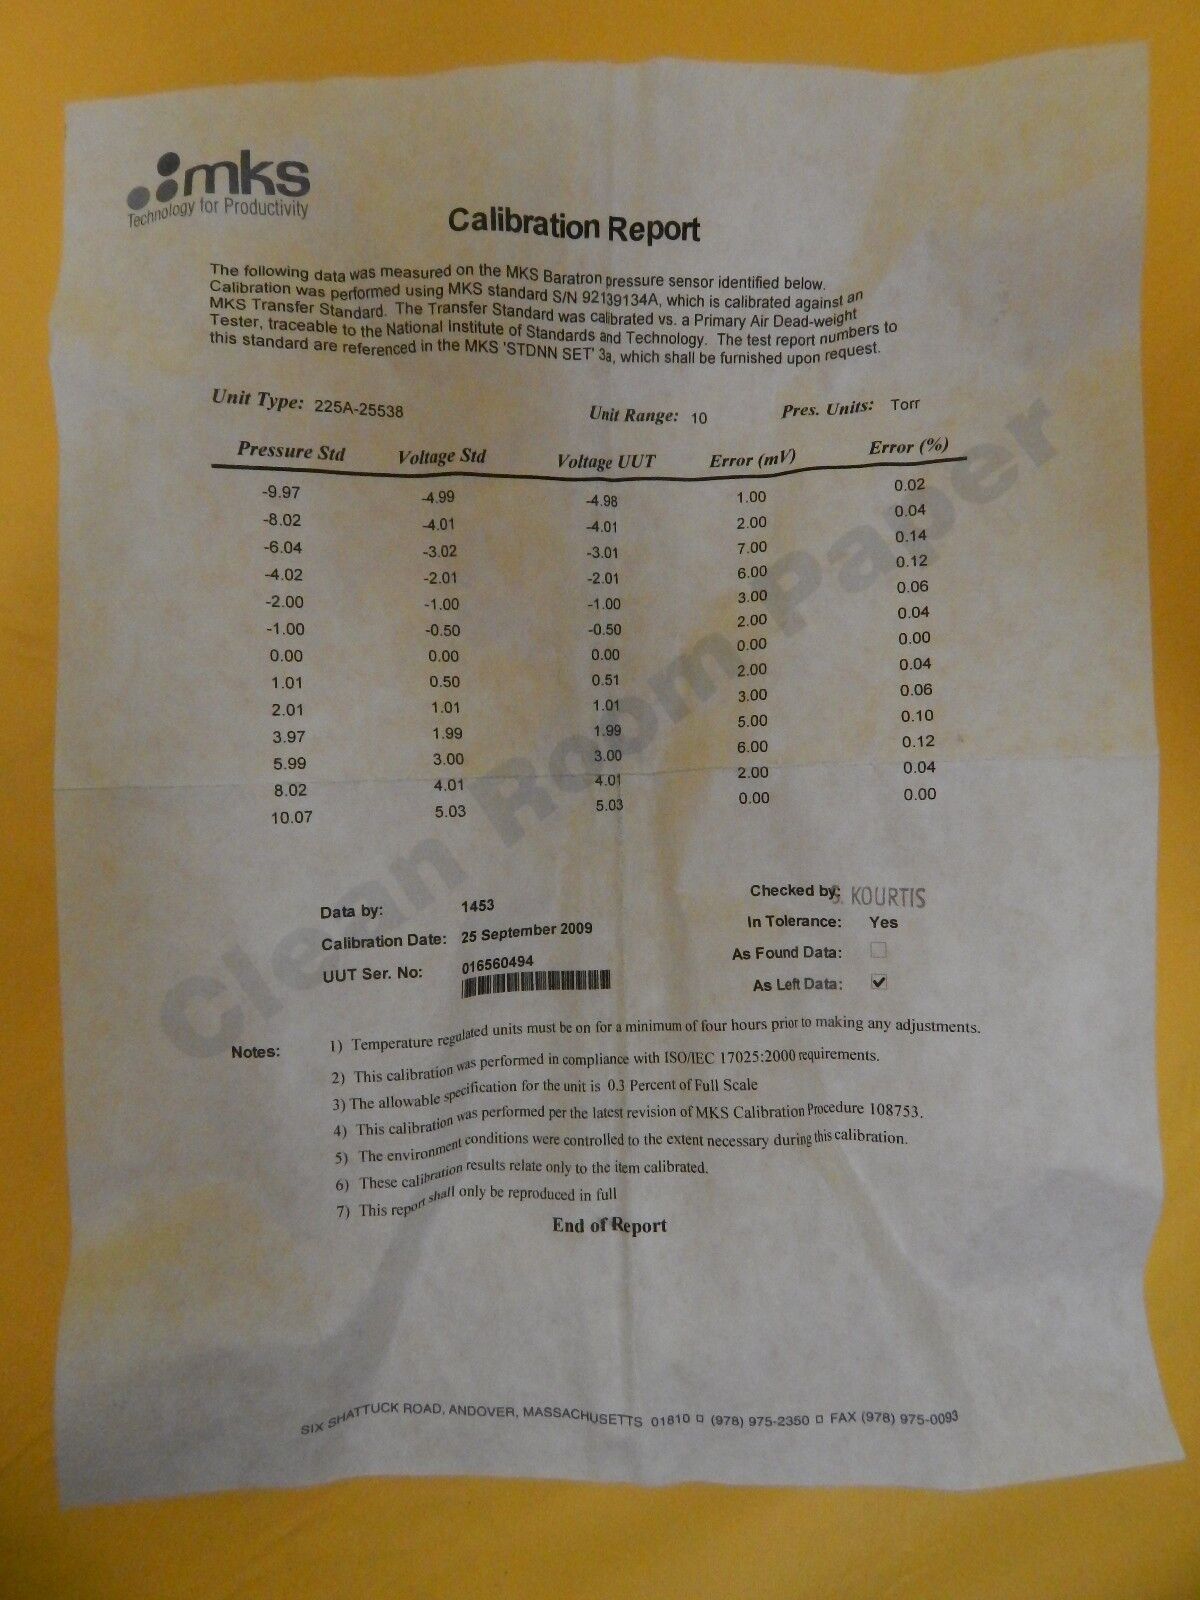 mks
Technology for Productivity
Calibration Report
The following data was measured on the MKS Baratron pressure sensor identified below.
Calibration was performed using MKS standard S/N 92139134A, which is calibrated against an
MKS Transfer Standard. The Transfer Standard was calibrated vs. a Primary Air Dead-weight
Tester, traceable to the National Institute of Standards and Technology. The test report numbers to
this standard are referenced in the MKS 'STDNN SET' 3a, which shall be furnished upon request.
Unit Type: 225A-25538 Unit Range: 10 Pres. Units: Torr
Pressure Std Voltage Std Voltage UUT Error (mV) Error (%)
-9.97 -4.99 -4.98 1.00 0.02
-8.02 -4.01 -4.01 2.00 0.04
-6.04 -3.02 -3.01 7.00 0.14
-4.02 -2.01 -2.01 6.00 0.12
-2.00 -1.00 -1.00 3.00 0.06
-1.00 -0.50 -0.50 2.00 0.04
0.00 0.00 0.00 0.00 0.00
1.01 0.50 0.51 2.00 0.04
2.01 1.01 1.01 3.00 0.06
3.97 1.99 1.99 5.00 0.10
5.99 3.00 3.00 6.00 0.12
8.02 4.01 4.01 2.00 0.04
10.07 5.03 5.03 0.00 0.00
Clean Room Paper
Data by: 1453
Calibration Date: 25 September 2009
UUT Ser. No: 016560494
Checked by: S. KOURTIS
In Tolerance: Yes
As Found Data:
As Left Data: ✔
Notes:
1) Temperature regulated units must be on for a minimum of four hours prior to making any adjustments.
2) This calibration was performed in compliance with ISO/IEC 17025:2000 requirements.
3) The allowable specification for the unit is 0.3 Percent of Full Scale
4) This calibration was performed per the latest revision of MKS Calibration Procedure 108753.
5) The environment conditions were controlled to the extent necessary during this calibration.
6) These calibration results relate only to the item calibrated.
7) This report shall only be reproduced in full
End of Report
SIX SHATTUCK ROAD, ANDOVER, MASSACHUSETTS 01810 □ (978) 975-2350 □ FAX (978) 975-0093